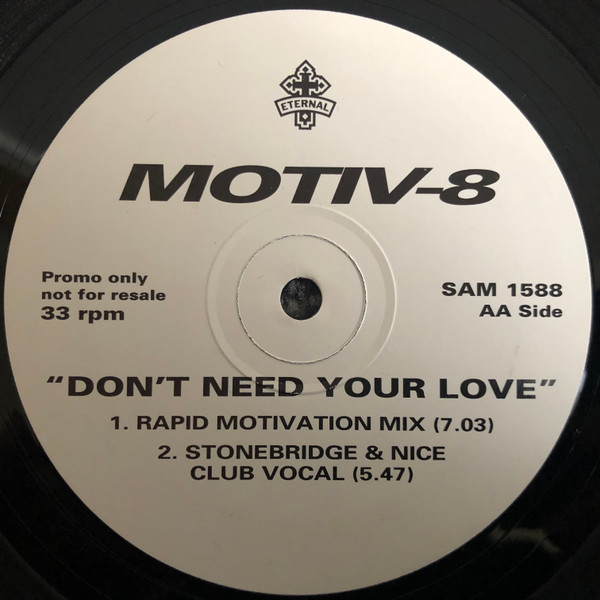 ETERNAL
MOTIV-8
Promo only
not for resale
33 rpm
SAM 1588
AA Side
“DON'T NEED YOUR LOVE”
1. RAPID MOTIVATION MIX (7.03)
2. STONEBRIDGE & NICE
CLUB VOCAL (5.47)